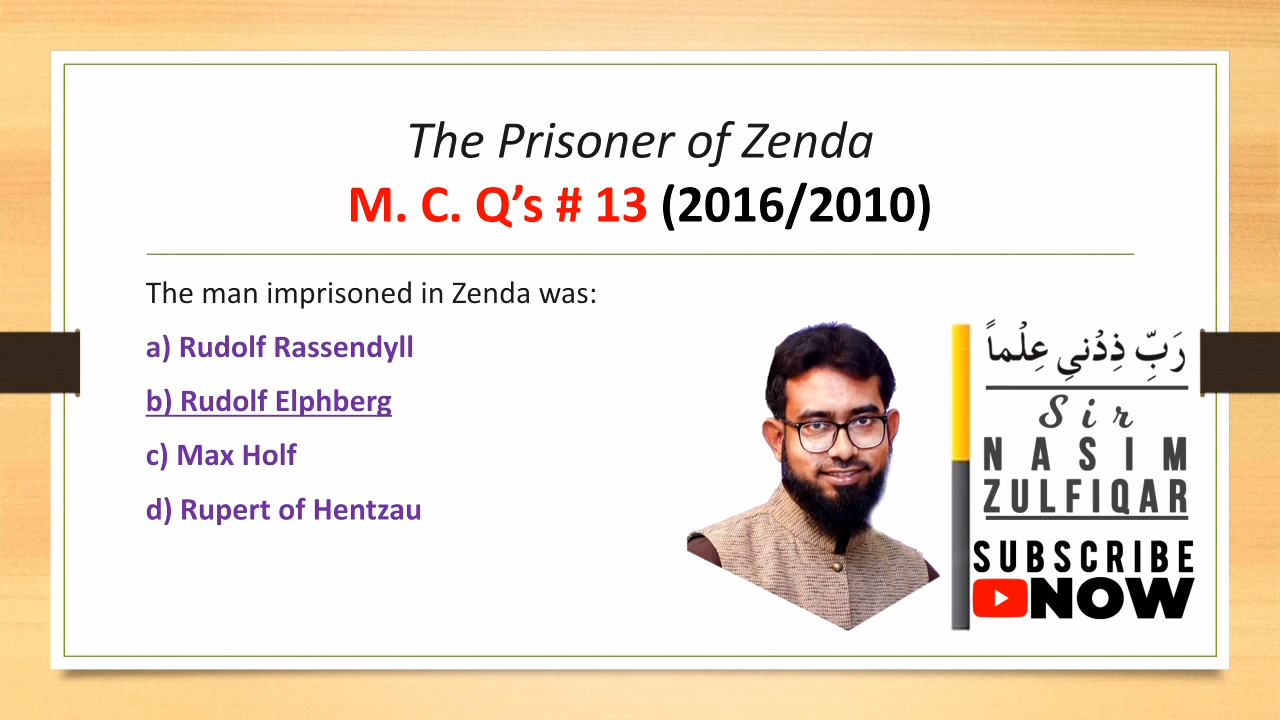 The Prisoner of Zenda
M. C. Q’s # 13 (2016/2010)
The man imprisoned in Zenda was:
a) Rudolf Rassendyll
b) Rudolf Elphberg
c) Max Holf
d) Rupert of Hentzau
رَبِّ ذِدْنيِ عِلْماً
Sir
NASIM
ZULFIQAR
SUBSCRIBE
NOW